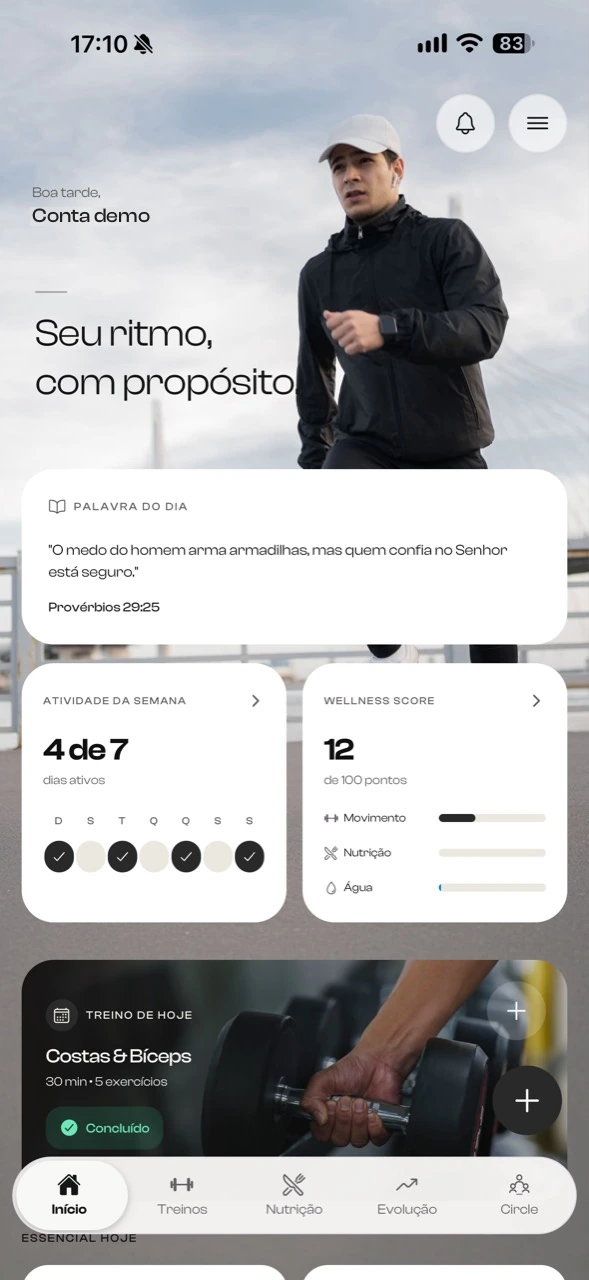 17:10
83
Boa tarde,
Conta demo
Seu ritmo,
com propósito.
PALAVRA DO DIA
"O medo do homem arma armadilhas, mas quem confia no Senhor
está seguro."
Provérbios 29:25
ATIVIDADE DA SEMANA
4 de 7
dias ativos
D S T Q Q S S
WELLNESS SCORE
12
de 100 pontos
Movimento
Nutrição
Água
TREINO DE HOJE
Costas & Bíceps
30 min • 5 exercícios
Concluído
Início
Treinos
Nutrição
Evolução
Circle
ESSENCIAL HOJE